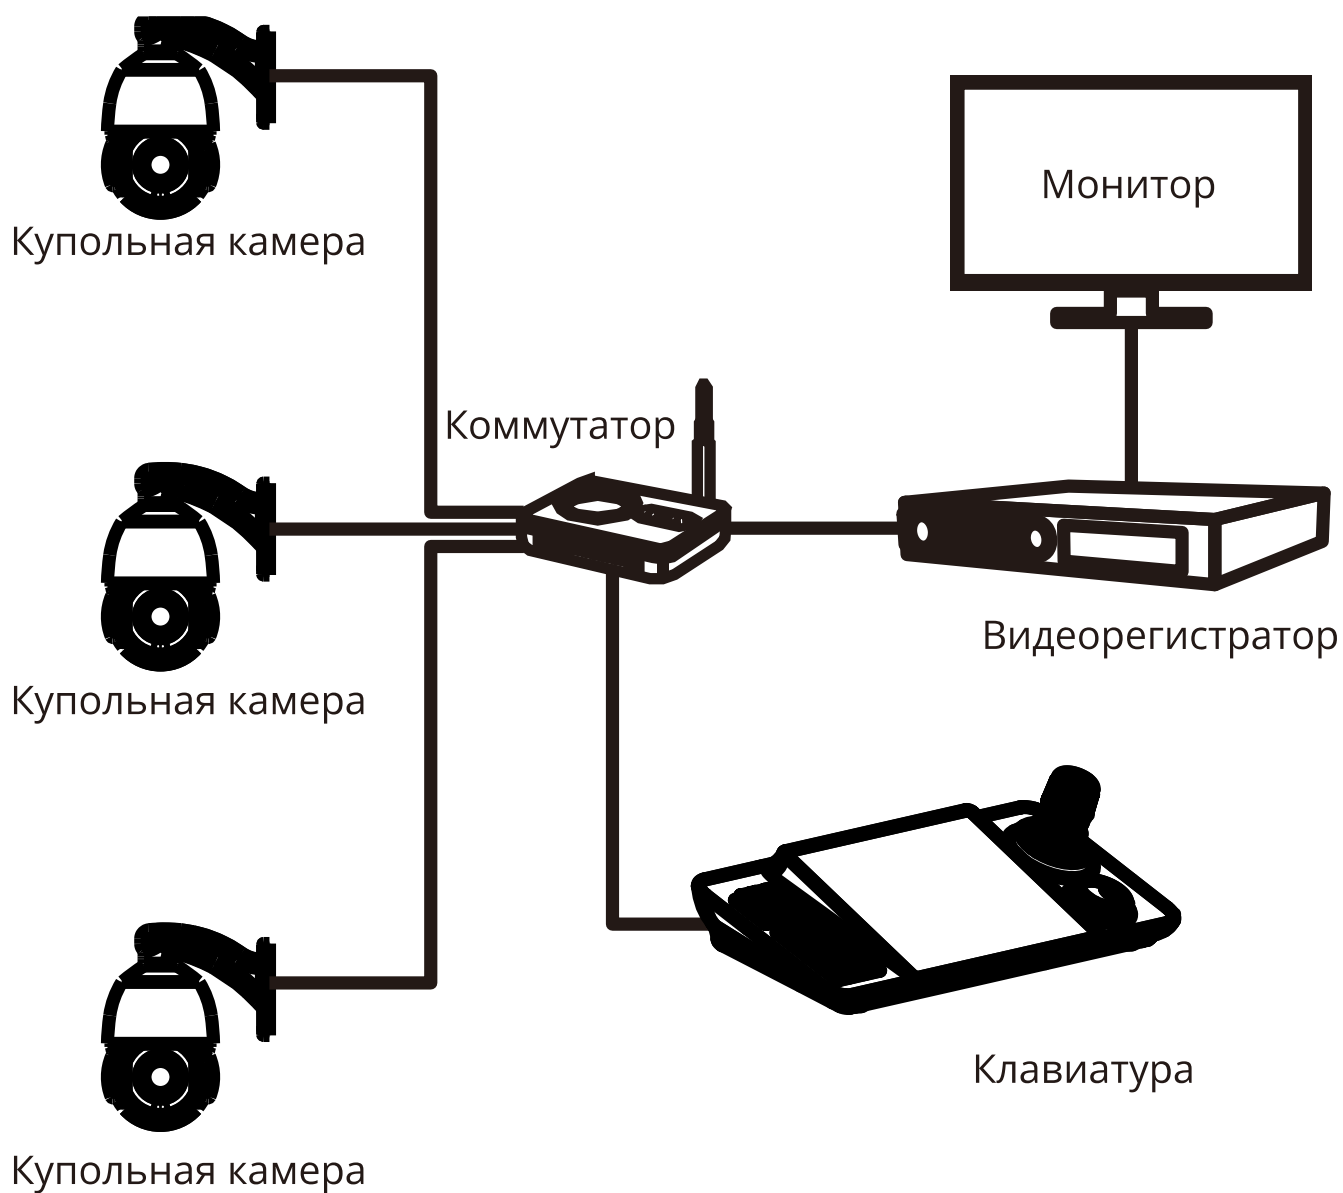 Монитор
Купольная камера
Коммутатор
Видеорегистратор
Купольная камера
Клавиатура
Купольная камера